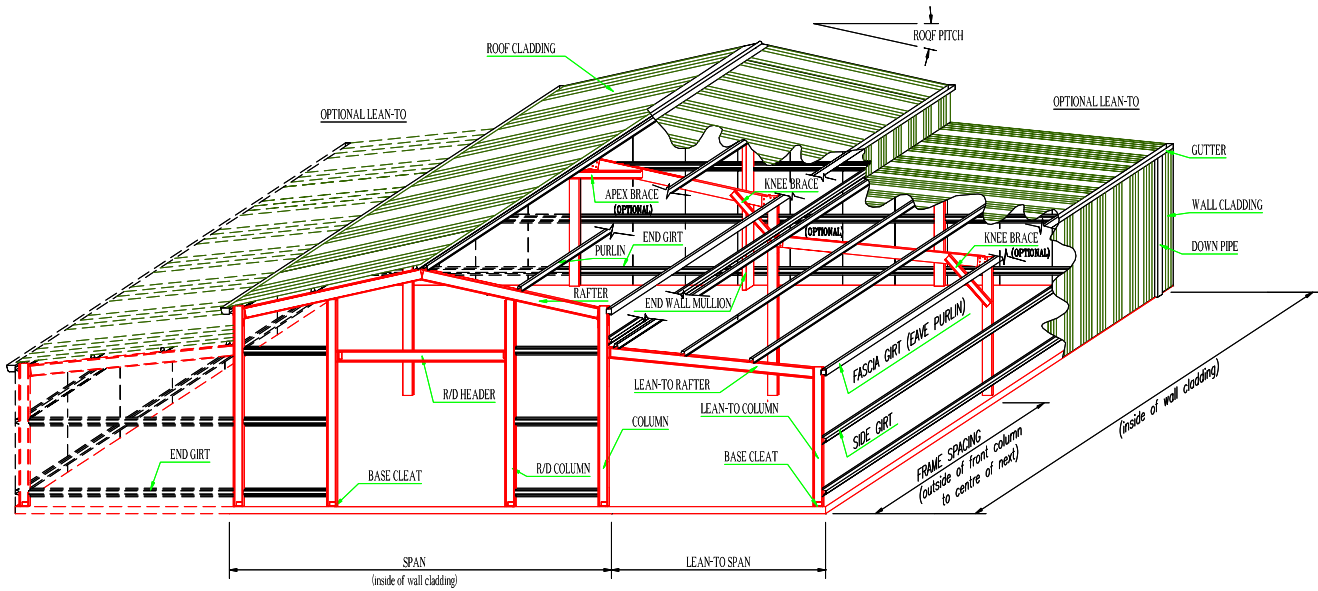 ROOF PITCH
ROOF CLADDING
OPTIONAL LEAN-TO
OPTIONAL LEAN-TO
GUTTER
KNEE BRACE
APEX BRACE
(OPTIONAL)
WALL CLADDING
(OPTIONAL)
END GIRT
KNEE BRACE
(OPTIONAL)
DOWN PIPE
PURLIN
RAFTER
END WALL MULLION
FASCIA GIRT (EAVE PURLIN)
LEAN-TO RAFTER
R/D HEADER
(inside of wall cladding)
LEAN-TO COLUMN
COLUMN
SIDE GIRT
END GIRT
BASE CLEAT
R/D COLUMN
BASE CLEAT
FRAME SPACING
(outside of front column
to centre of next)
SPAN
(inside of wall cladding)
LEAN-TO SPAN